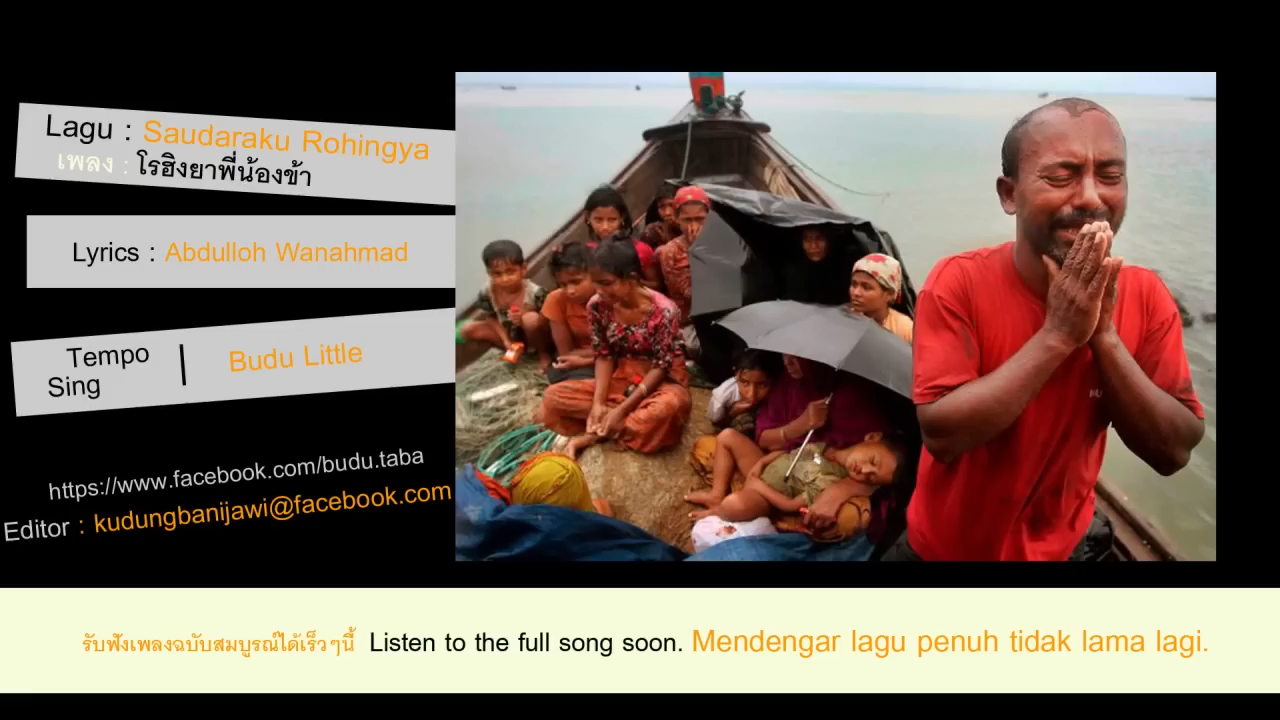 Lagu : Saudaraku Rohingya
เพลง : โรฮิงยาพี่น้องข้า
Lyrics : Abdulloh Wanahmad
Tempo | Budu Little
Sing
https://www.facebook.com/budu.taba
Editor : kudungbanijawi@facebook.com
รับฟังเพลงฉบับสมบูรณ์ได้เร็วๆนี้ Listen to the full song soon. Mendengar lagu penuh tidak lama lagi.